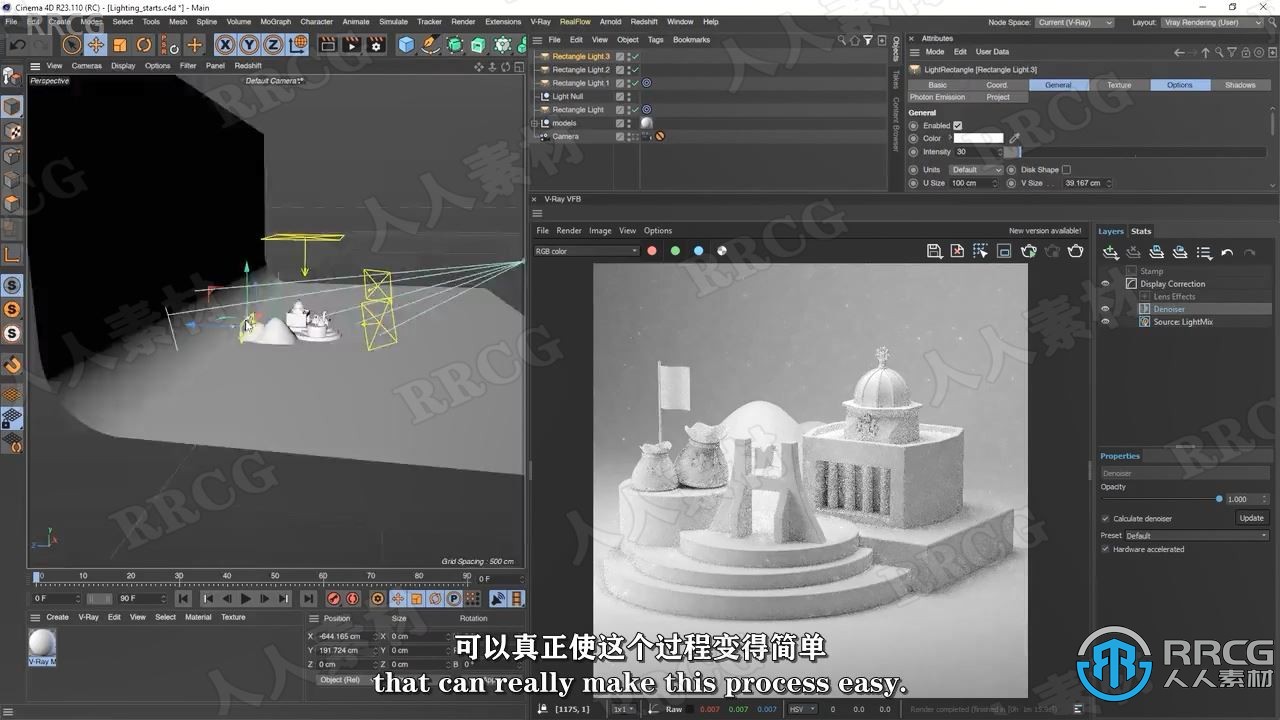 Cinema 4D R23.110 (RC) - [Lighting_starts.c4d *] - Main
File Edit Create Modes Select Tools Mesh Spline Volume MoGraph Character Animate Simulate Tracker Render Extensions V-Ray RealFlow Arnold Redshift Window Help
Node Space: Current (V-Ray) Layout: Vray Rendering (User)
View Cameras Display Options Filter Panel Redshift
Perspective
Default Camera
File Edit View Object Tags Bookmarks
Rectangle Light.3
Rectangle Light.2
Rectangle Light 1
Light Null
Rectangle Light
models
Camera
Objects
Takes
Content Browser
Attributes
Mode Edit User Data
LightRectangle [Rectangle Light.3]
Basic Coord. General Texture Options Shadows
Photon Emission Project
General
Enabled
Color
Intensity 30
Units Default Disk Shape
U Size 100 cm V Size 39.167 cm
V-Ray VFB
File Render Image View Options
New version available!
RGB color
Layers Stats
Stamp
Display Correction
Lens Effects
Denoiser
Source: LightMix
Properties
Denoiser
Opacity
1.000
Calculate denoiser Update
Preset Default
Hardware accelerated
Grid Spacing : 500 cm
0 10 20 30 40 50 60 70 80 90 0 F
0 F 90 F
Create V-Ray Edit View Select Material Texture
V-Ray M
Position Size Rotation
X -644.165 cm X 0 cm
Y 191.724 cm Y 0 cm
Z 0 cm Z 0 cm B 0 °
Object (Rel)
可以真正使这个过程变得简单
that can really make this process easy.
[1175, 1] 1x1 Raw 0.007 0.007 0.007 HSV 0 0.0 0.0
RRCG
人人素材